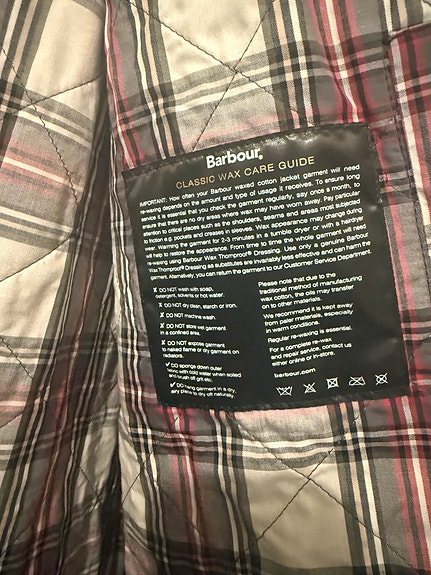 Barbour.
CLASSIC WAX CARE GUIDE
IMPORTANT: How often your Barbour waxed cotton jacket garment will need
re-waxing depends on the amount and type of usage it receives. To ensure long
service it is essential that you check the garment regularly, say once a month, to
ensure that there are no dry areas where wax may have worn away. Pay particular
attention to critical places such as the shoulders, seams and areas most subjected
to friction e.g. pockets and creases in sleeves. Wax appearance may change during
wear. Warming the garment for 2-3 minutes in a tumble dryer or with a hairdryer
will help to restore the appearance. From time to time the whole garment will need
re-waxing using Barbour Wax Thornproof® Dressing. Use only a genuine Barbour
Wax Thornproof® Dressing as substitutes are invariably less effective and can harm the
garment. Alternatively, you can return the garment to our Customer Service Department.
✗ DO NOT wash with soap,
detergent, solvents or hot water.
✗ DO NOT dry clean, starch or iron.
✗ DO NOT machine wash.
✗ DO NOT store wet garment
in a confined area.
✗ DO NOT expose garment
to naked flame or dry garment on
radiators.
✓ DO sponge down outer
fabric with cold water when soiled
and brush off grit etc.
✓ DO hang garment in a dry,
airy place to dry off naturally.
Please note that due to the
traditional method of manufacturing
wax cotton, the oils may transfer
on to other materials.
We recommend it is kept away
from paler materials, especially
in warm conditions.
Regular re-waxing is essential.
For a complete re-wax
and repair service, contact us
either online or in-store.
barbour.com